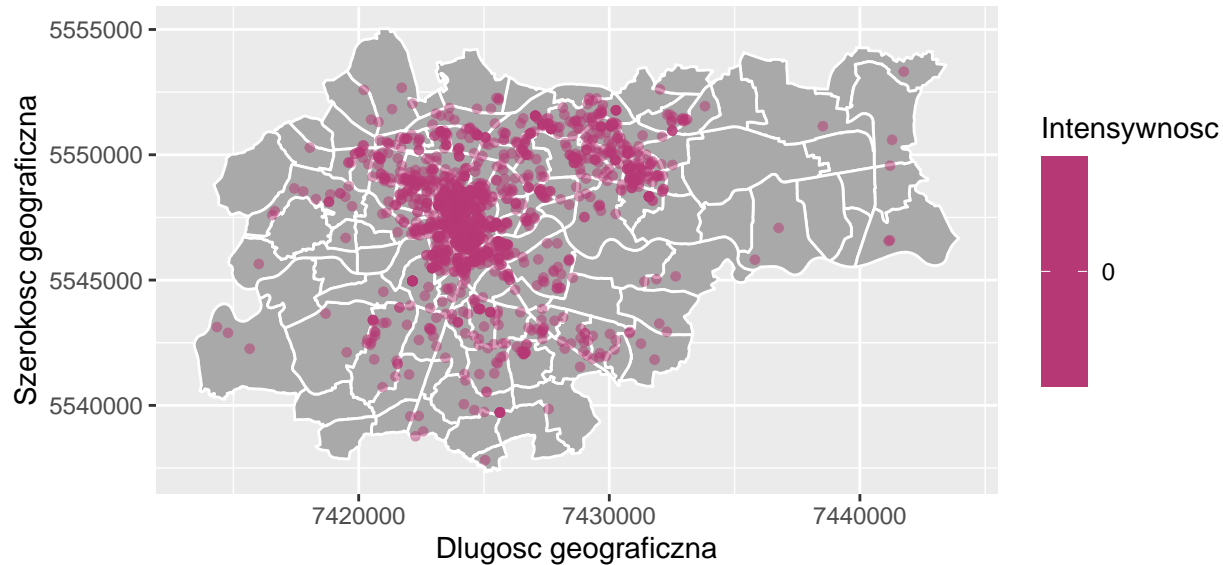 5555000
5550000
5545000
5540000
Szerokosc geograficzna
7420000 7430000 7440000
Dlugosc geograficzna
Intensywnosc
0